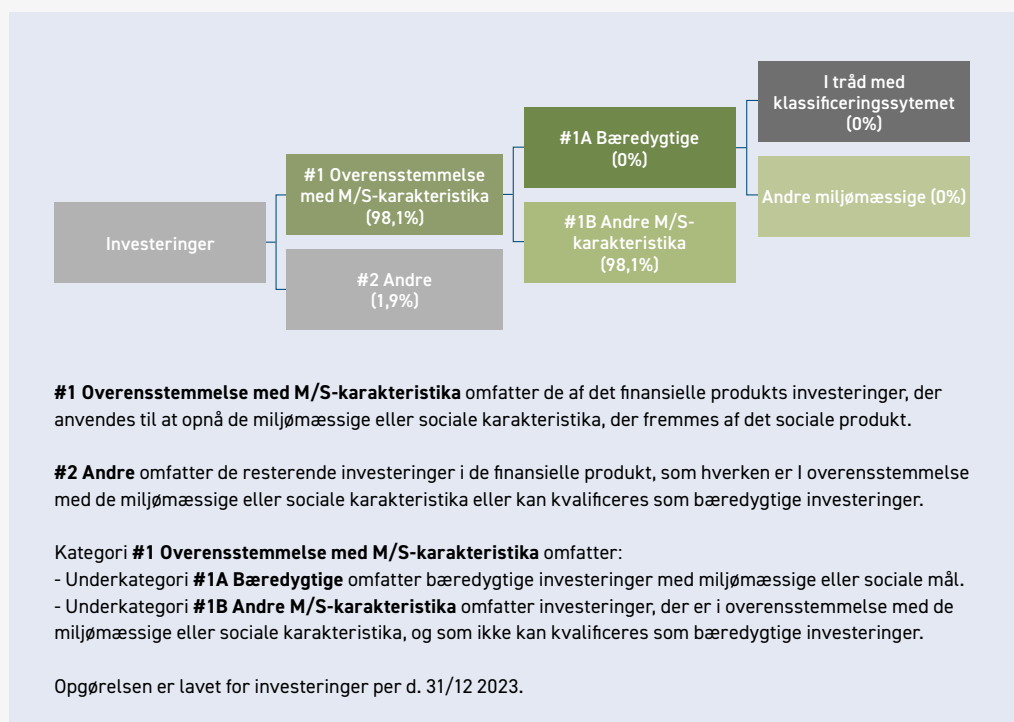 Investeringer
#1 Overensstemmelse
med M/S-karakteristika
(98,1%)
#2 Andre
(1,9%)
#1A Bæredygtige
(0%)
#1B Andre M/S-
karakteristika
(98,1%)
I tråd med
klassificeringssytemet
(0%)
Andre miljømæssige (0%)
#1 Overensstemmelse med M/S-karakteristika omfatter de af det finansielle produkts investeringer, der
anvendes til at opnå de miljømæssige eller sociale karakteristika, der fremmes af det sociale produkt.
#2 Andre omfatter de resterende investeringer i de finansielle produkt, som hverken er I overensstemmelse
med de miljømæssige eller sociale karakteristika eller kan kvalificeres som bæredygtige investeringer.
Kategori #1 Overensstemmelse med M/S-karakteristika omfatter:
- Underkategori #1A Bæredygtige omfatter bæredygtige investeringer med miljømæssige eller sociale mål.
- Underkategori #1B Andre M/S-karakteristika omfatter investeringer, der er i overensstemmelse med de
miljømæssige eller sociale karakteristika, og som ikke kan kvalificeres som bæredygtige investeringer.
Opgørelsen er lavet for investeringer per d. 31/12 2023.